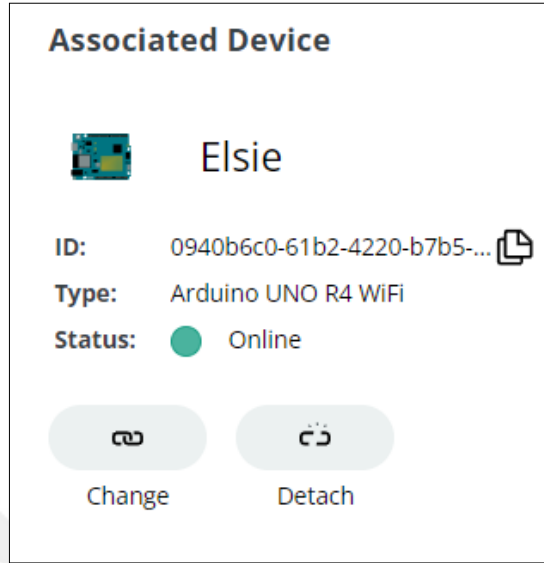 Associated Device
Elsie
ID: 0940b6c0-61b2-4220-b7b5-...
Type: Arduino UNO R4 WiFi
Status: Online
Change Detach